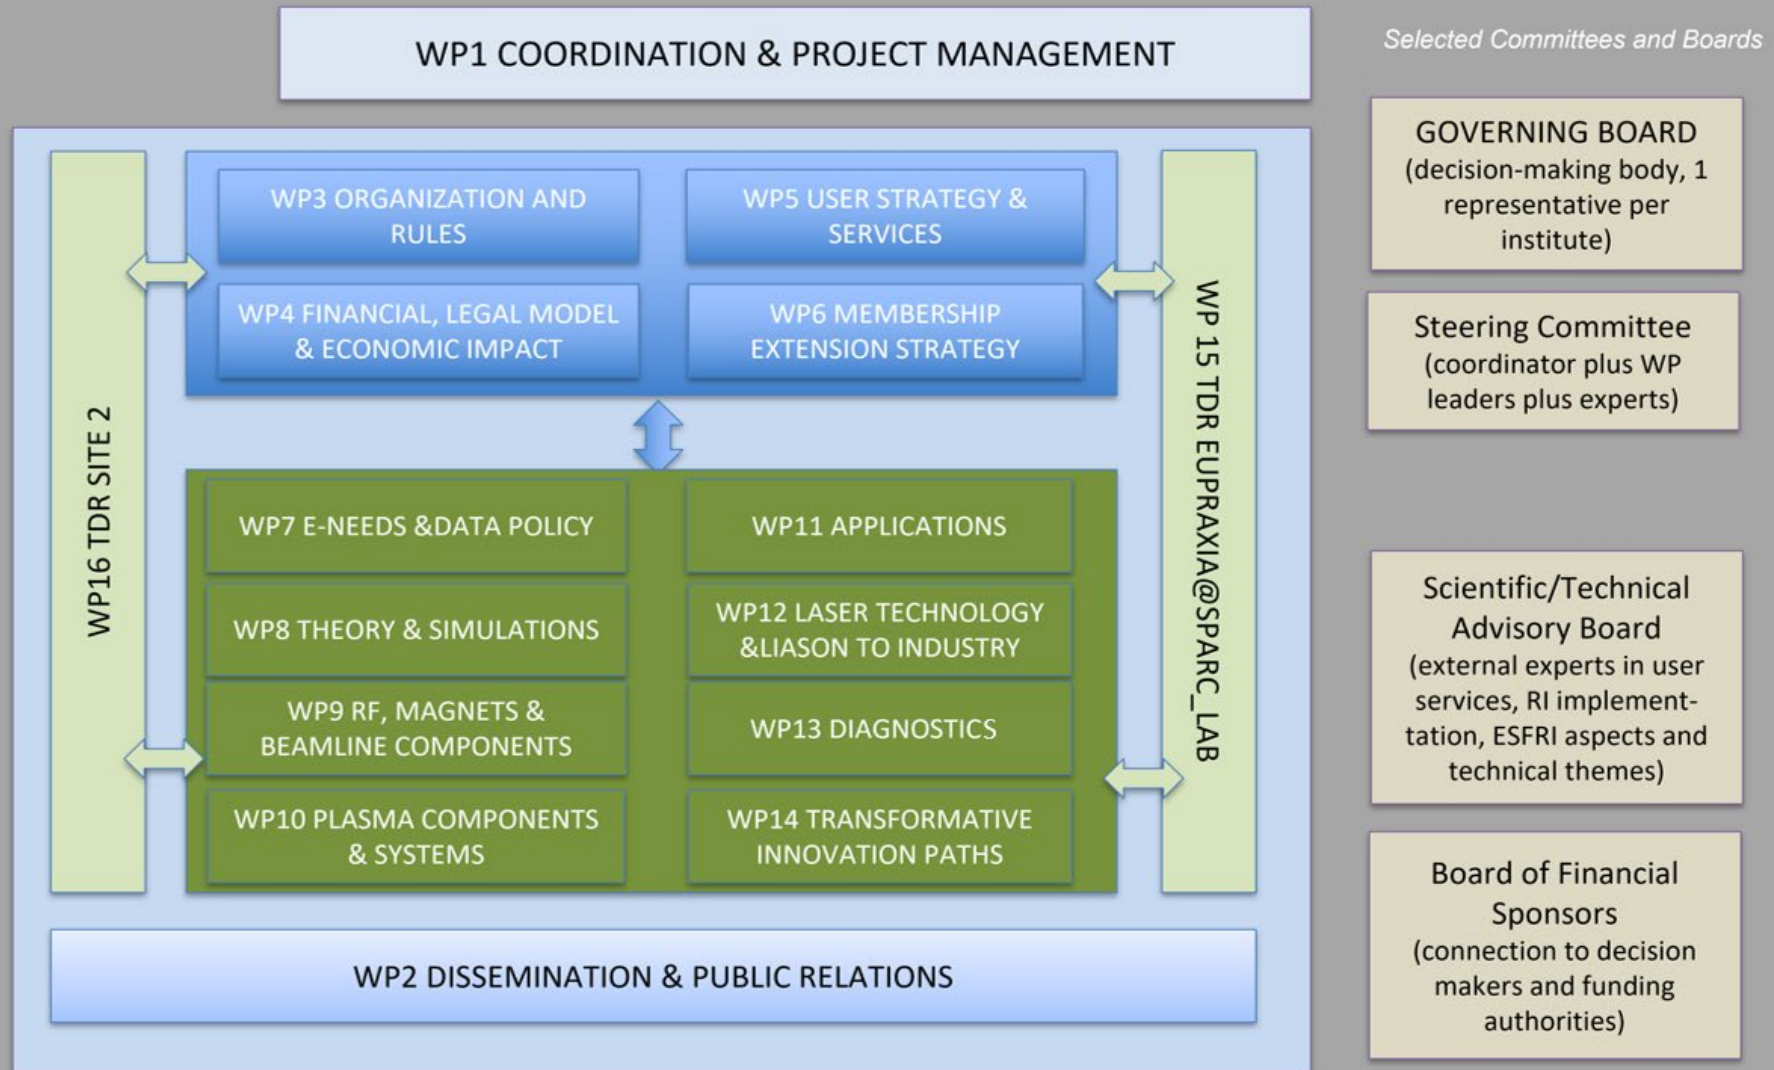 WP1 COORDINATION & PROJECT MANAGEMENT
Selected Committees and Boards
WP16 TDR SITE 2
WP3 ORGANIZATION AND
RULES
WP5 USER STRATEGY &
SERVICES
WP4 FINANCIAL, LEGAL MODEL
& ECONOMIC IMPACT
WP6 MEMBERSHIP
EXTENSION STRATEGY
WP7 E-NEEDS &DATA POLICY
WP11 APPLICATIONS
WP8 THEORY & SIMULATIONS
WP12 LASER TECHNOLOGY
&LIASON TO INDUSTRY
WP9 RF, MAGNETS &
BEAMLINE COMPONENTS
WP13 DIAGNOSTICS
WP10 PLASMA COMPONENTS
& SYSTEMS
WP14 TRANSFORMATIVE
INNOVATION PATHS
WP 15 TDR EUPRAXIA@SPARC_LAB
WP2 DISSEMINATION & PUBLIC RELATIONS
GOVERNING BOARD
(decision-making body, 1
representative per
institute)
Steering Committee
(coordinator plus WP
leaders plus experts)
Scientific/Technical
Advisory Board
(external experts in user
services, RI implement-
tation, ESFRI aspects and
technical themes)
Board of Financial
Sponsors
(connection to decision
makers and funding
authorities)